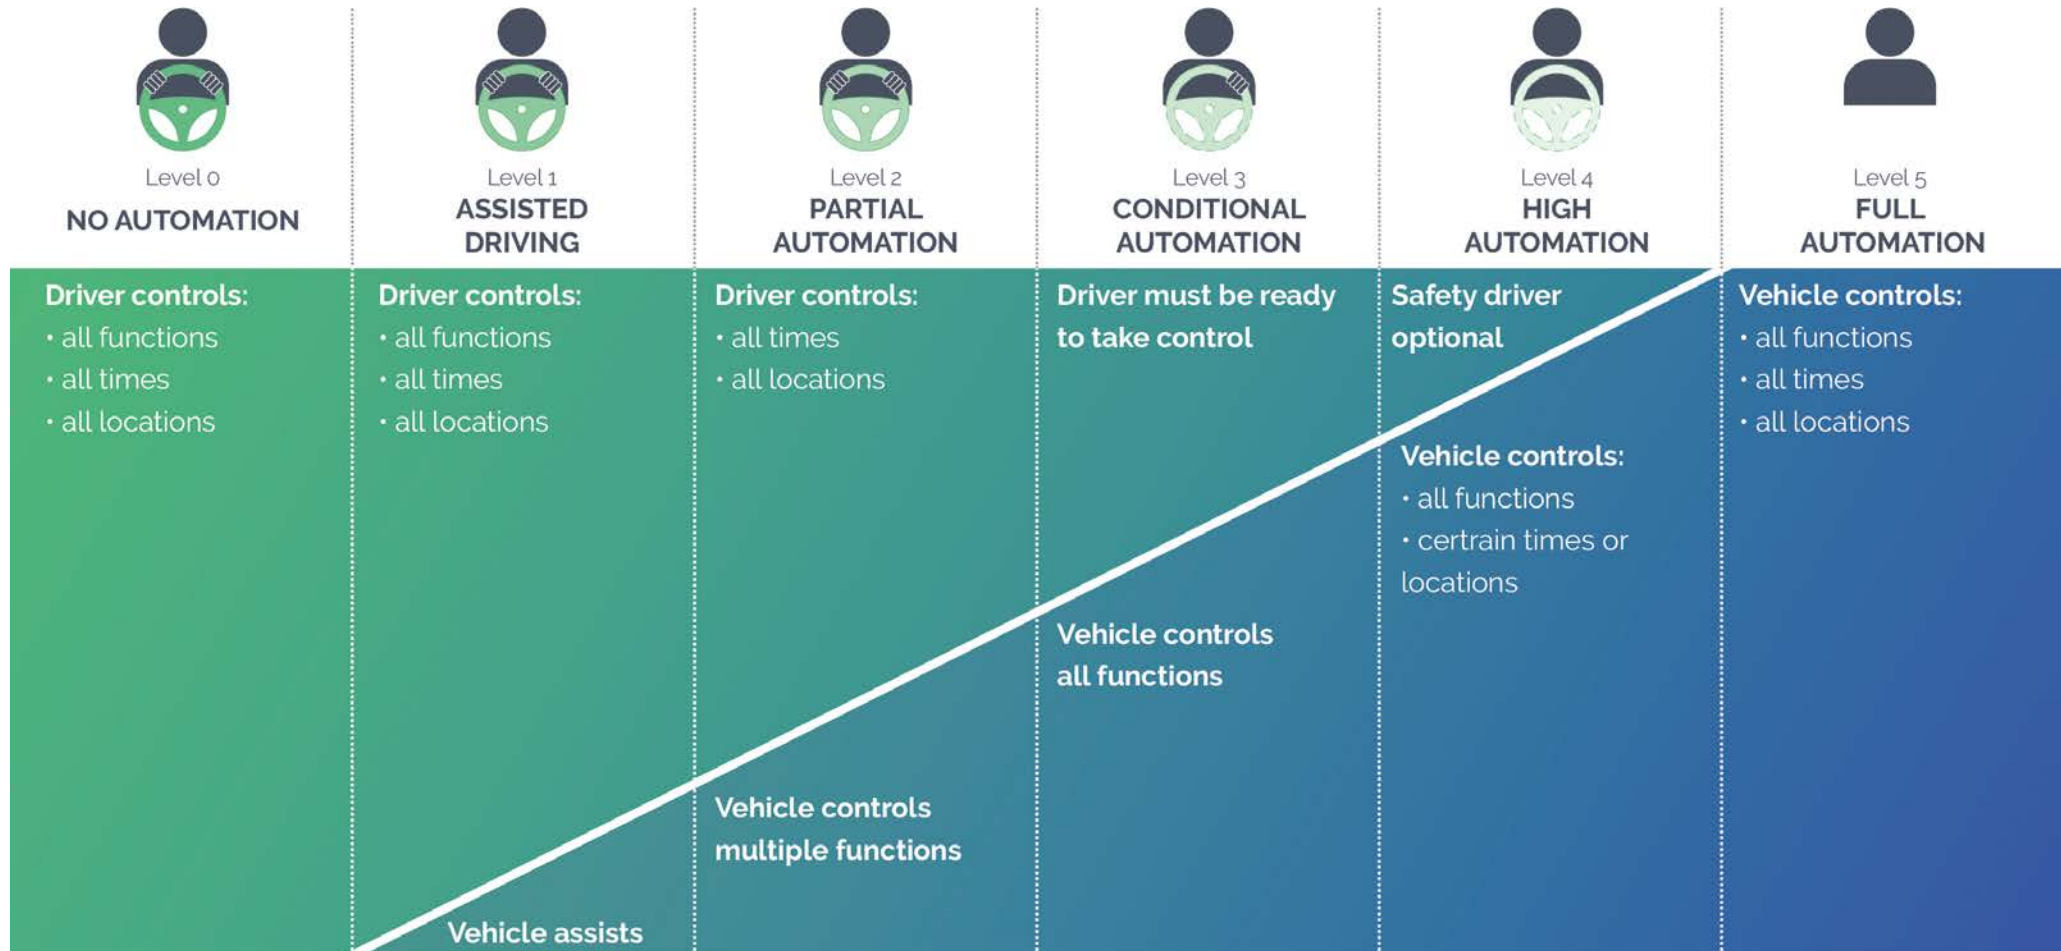 Level 0
NO AUTOMATION
Driver controls:
• all functions
• all times
• all locations
Level 1
ASSISTED
DRIVING
Driver controls:
• all functions
• all times
• all locations
Vehicle assists
Level 2
PARTIAL
AUTOMATION
Driver controls:
• all times
• all locations
Vehicle controls
multiple functions
Level 3
CONDITIONAL
AUTOMATION
Driver must be ready
to take control
Vehicle controls
all functions
Level 4
HIGH
AUTOMATION
Safety driver
optional
Vehicle controls:
• all functions
• certrain times or
locations
Level 5
FULL
AUTOMATION
Vehicle controls:
• all functions
• all times
• all locations